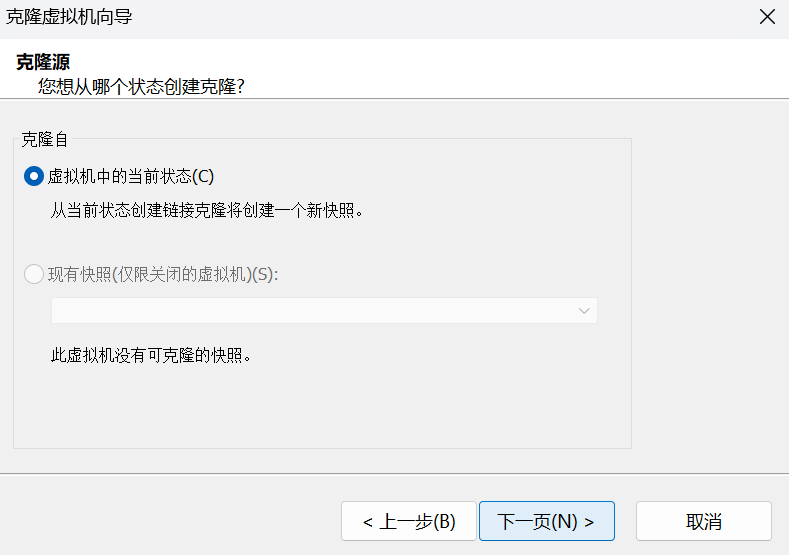 克隆虚拟机向导
克隆源
您想从哪个状态创建克隆?
克隆自
虚拟机中的当前状态(C)
从当前状态创建链接克隆将创建一个新快照。
现有快照(仅限关闭的虚拟机)(S):
此虚拟机没有可克隆的快照。
< 上一步(B) 下一页(N) > 取消